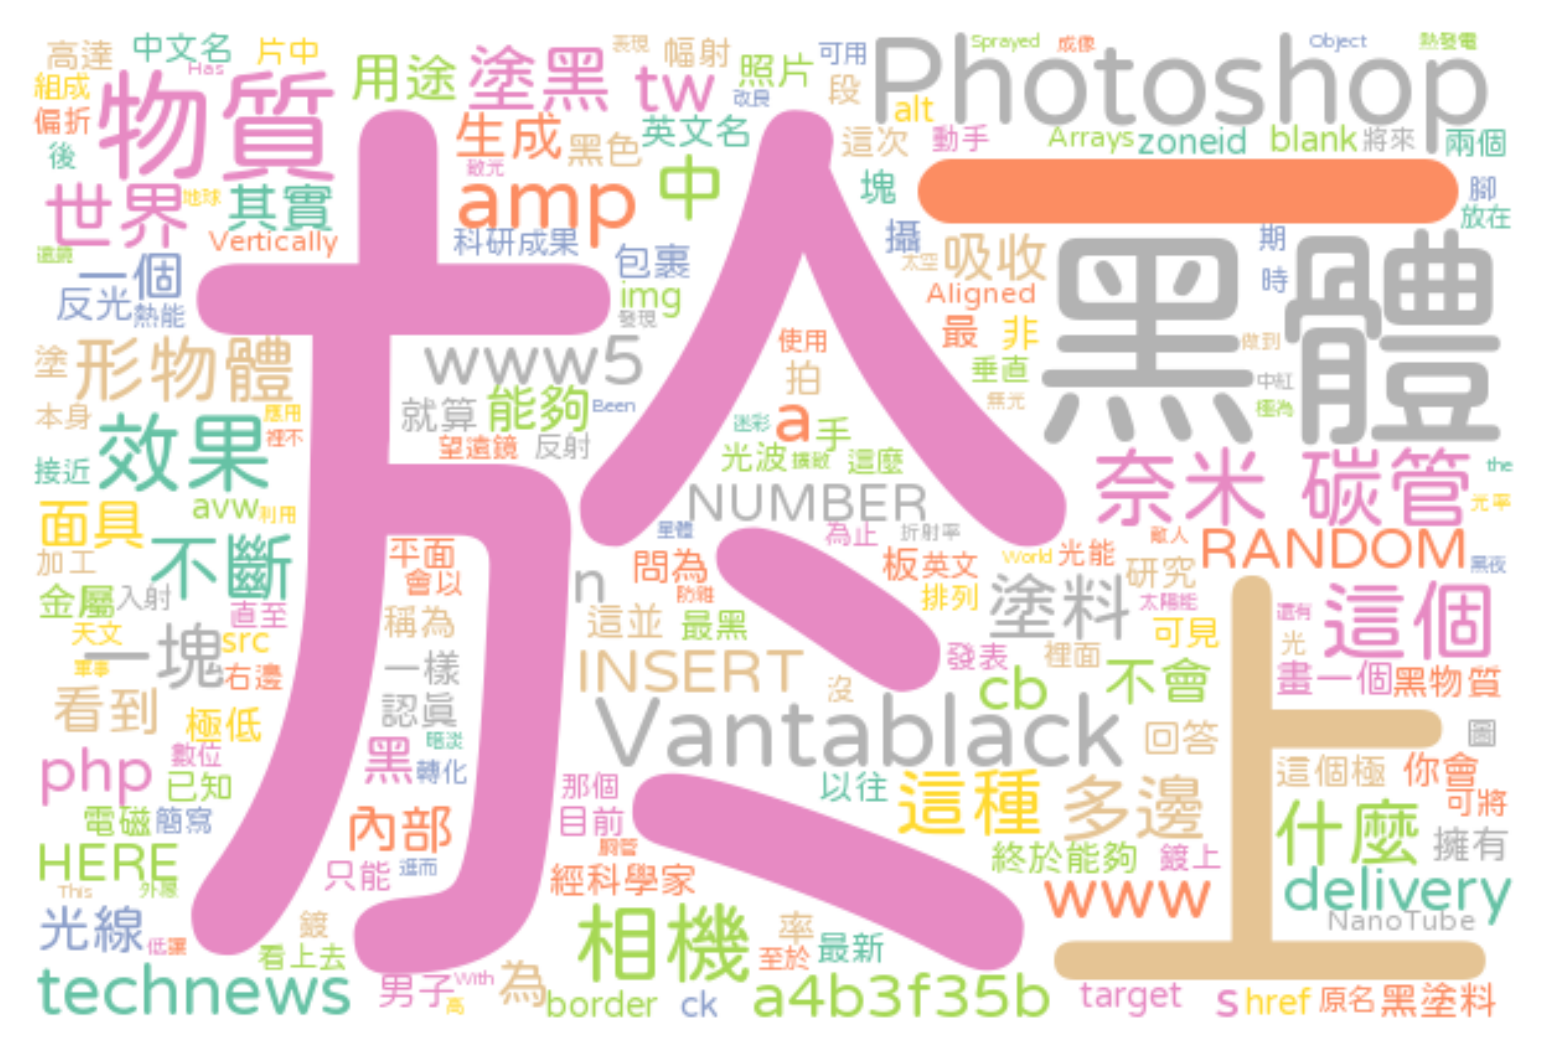 高達 中文名 片中 用途 塗黑 表現 幅射 照片 可用 Photoshop Sprayed 成像 Object 熱發電
組成 Has 物質 tw 改良 段 alt
偏折 生成 黑色 英文名 這次 動手 Arrays zoneid blank 將來 兩個
後 散光 amp 中 塊 一 腳
世界 地球 其實 放在
Vertically 科研成果 包裹 攝 吸收 期
遠鏡 一個 太空 黑體 時
反光 熱能 img Aligned
於 發現 最 非 做到
塗 形物體 www5 使用 垂直 中紅
本身 應用 就算 能夠 Been 拍 無光 極為
效果 裡不 望遠鏡 反射 迷彩 a 手
接近 光波 擴散 這麼 奈米 碳管 the
面具 avw 利用 NUMBER 光率
加工 不斷 平面 星體 為止 折射率 敵人 RANDOM 黑夜
金屬 入射 會以 n 問為 板 英文 World 光能 研究
直至 防雜 排列 塗料 太陽能 還有 這個
天文 一塊 src 稱為 這並 最黑 可見 光
軍事 右邊 一樣 INSERT 發表 裡面 畫一個 黑物質
看到 極低 認真 沒 cb 不會 上
暗淡 Vantablack 回答 圖
php 數位 黑 轉化 那個 以往 這種 多邊 這個極 你會
已知 可將
電磁 簡寫 內部 目前 什麼 擁有
HERE 胸管 終於能夠 鍍上
This 外層 只能 進而 經科學家 www delivery
光線 低讓 鍍 相機 率 最新 NanoTube
看上去 至於
technews 男子 With 高 為 border ck a4b3f35b target s href 原名 黑塗料